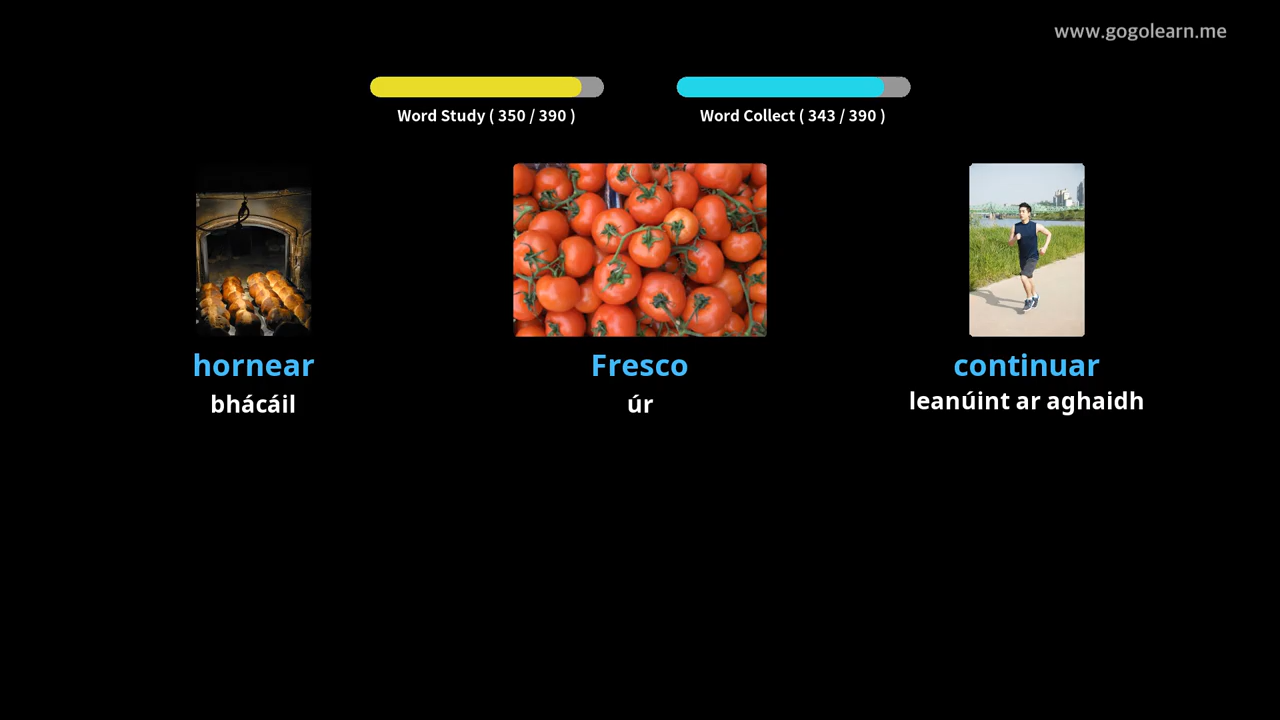 www.gogolearn.me
Word Study ( 350 / 390 )
Word Collect ( 343 / 390 )
hornear
Fresco
continuar
bhácáil
úr
leanúint ar aghaidh